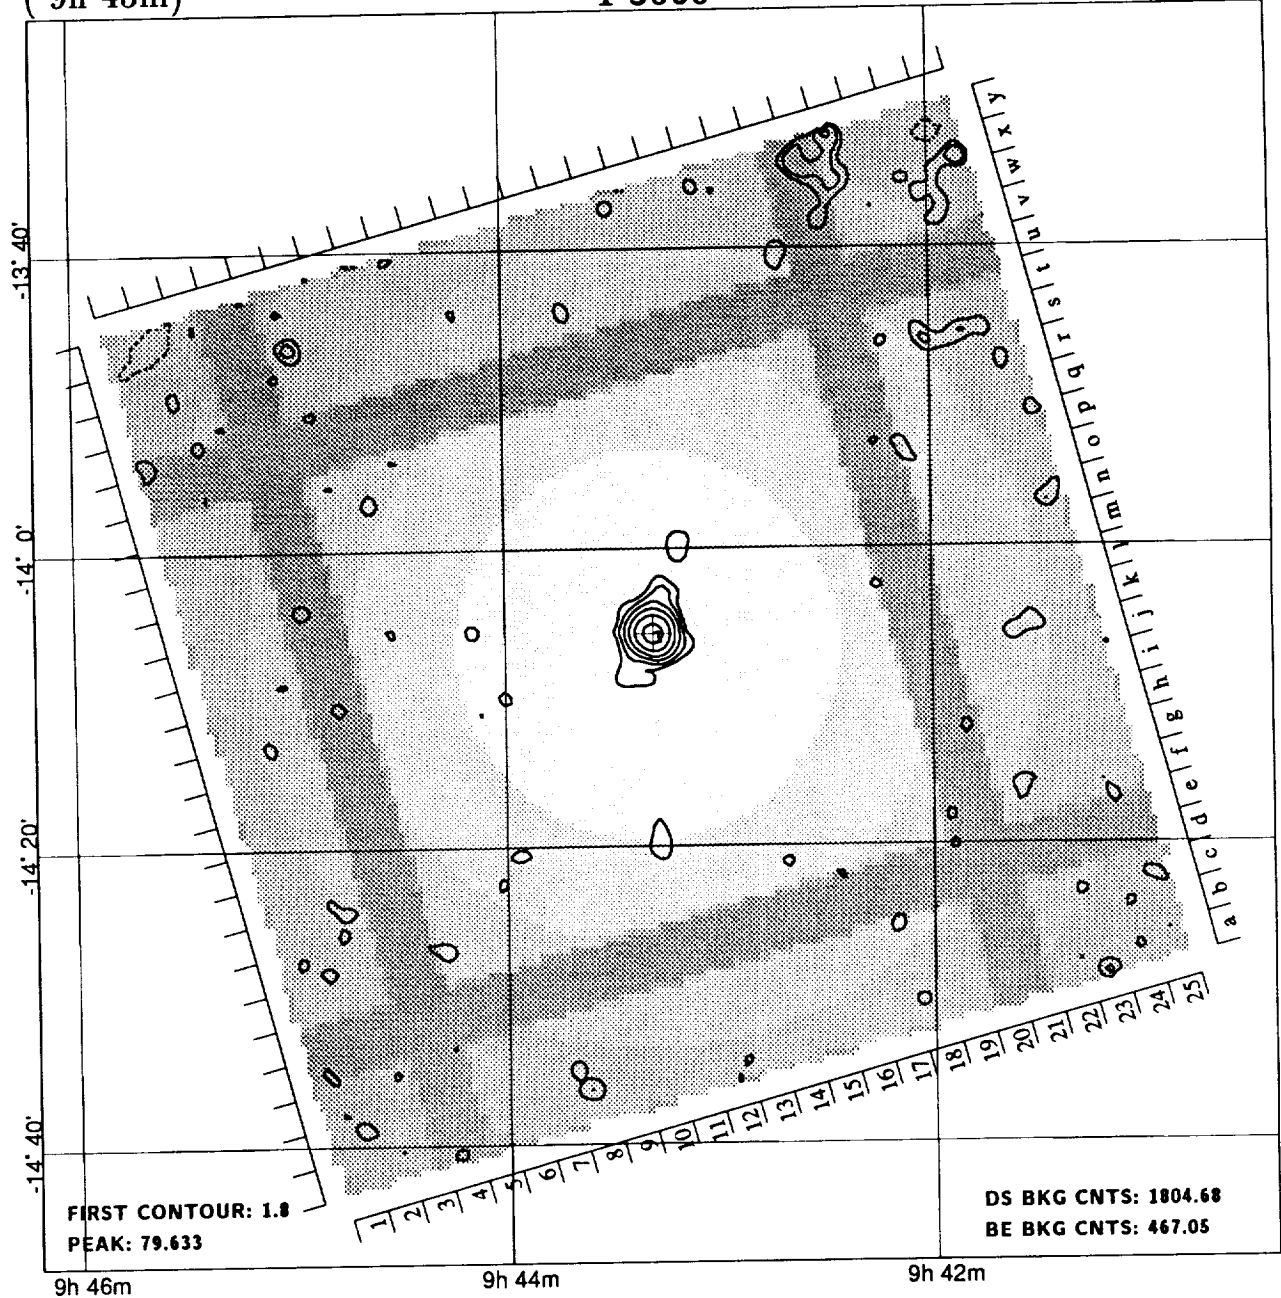 ( 9h 43m)
-13° 40'
-14° 0'
-14° 20'
-14° 40'
a b c d e f g h i j k l m n o p q r s t u v w x y
1 2 3 4 5 6 7 8 9 10 11 12 13 14 15 16 17 18 19 20 21 22 23 24 25
FIRST CONTOUR: 1.8
PEAK: 79.633
DS BKG CNTS: 1804.68
BE BKG CNTS: 467.05
9h 46m
9h 44m
9h 42m